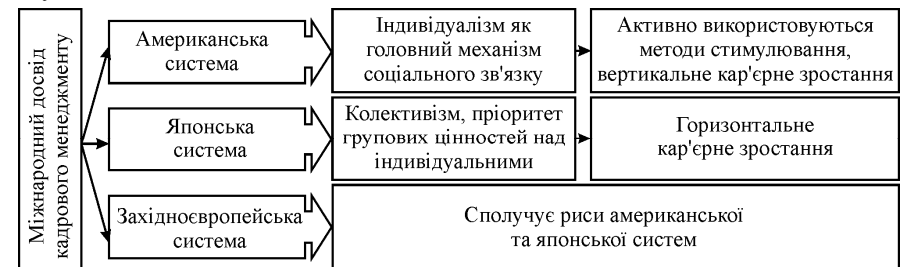 Міжнародний досвід
кадрового менеджменту
Американська
система
Індивідуалізм як
головний механізм
соціального зв'язку
Активно використовуються
методи стимулювання,
вертикальне кар'єрне зростання
Японська
система
Колективізм, пріоритет
групових цінностей над
індивідуальними
Горизонтальне
кар'єрне зростання
Західноєвропейська
система
Сполучує риси американської
та японської систем